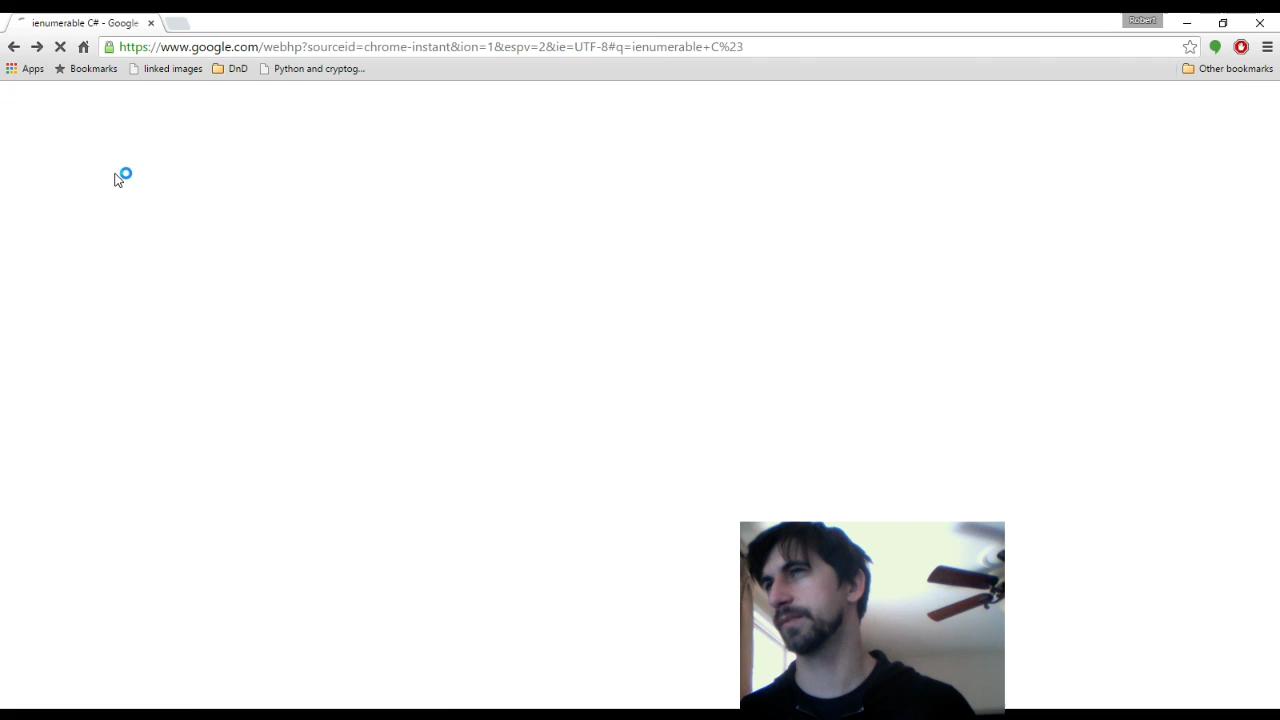 ienumerable C# - Google
Robert
https://www.google.com/webhp?sourceid=chrome-instant&ion=1&espv=2&ie=UTF-8#q=ienumerable+C%23
Apps Bookmarks linked images DnD Python and cryptog... Other bookmarks